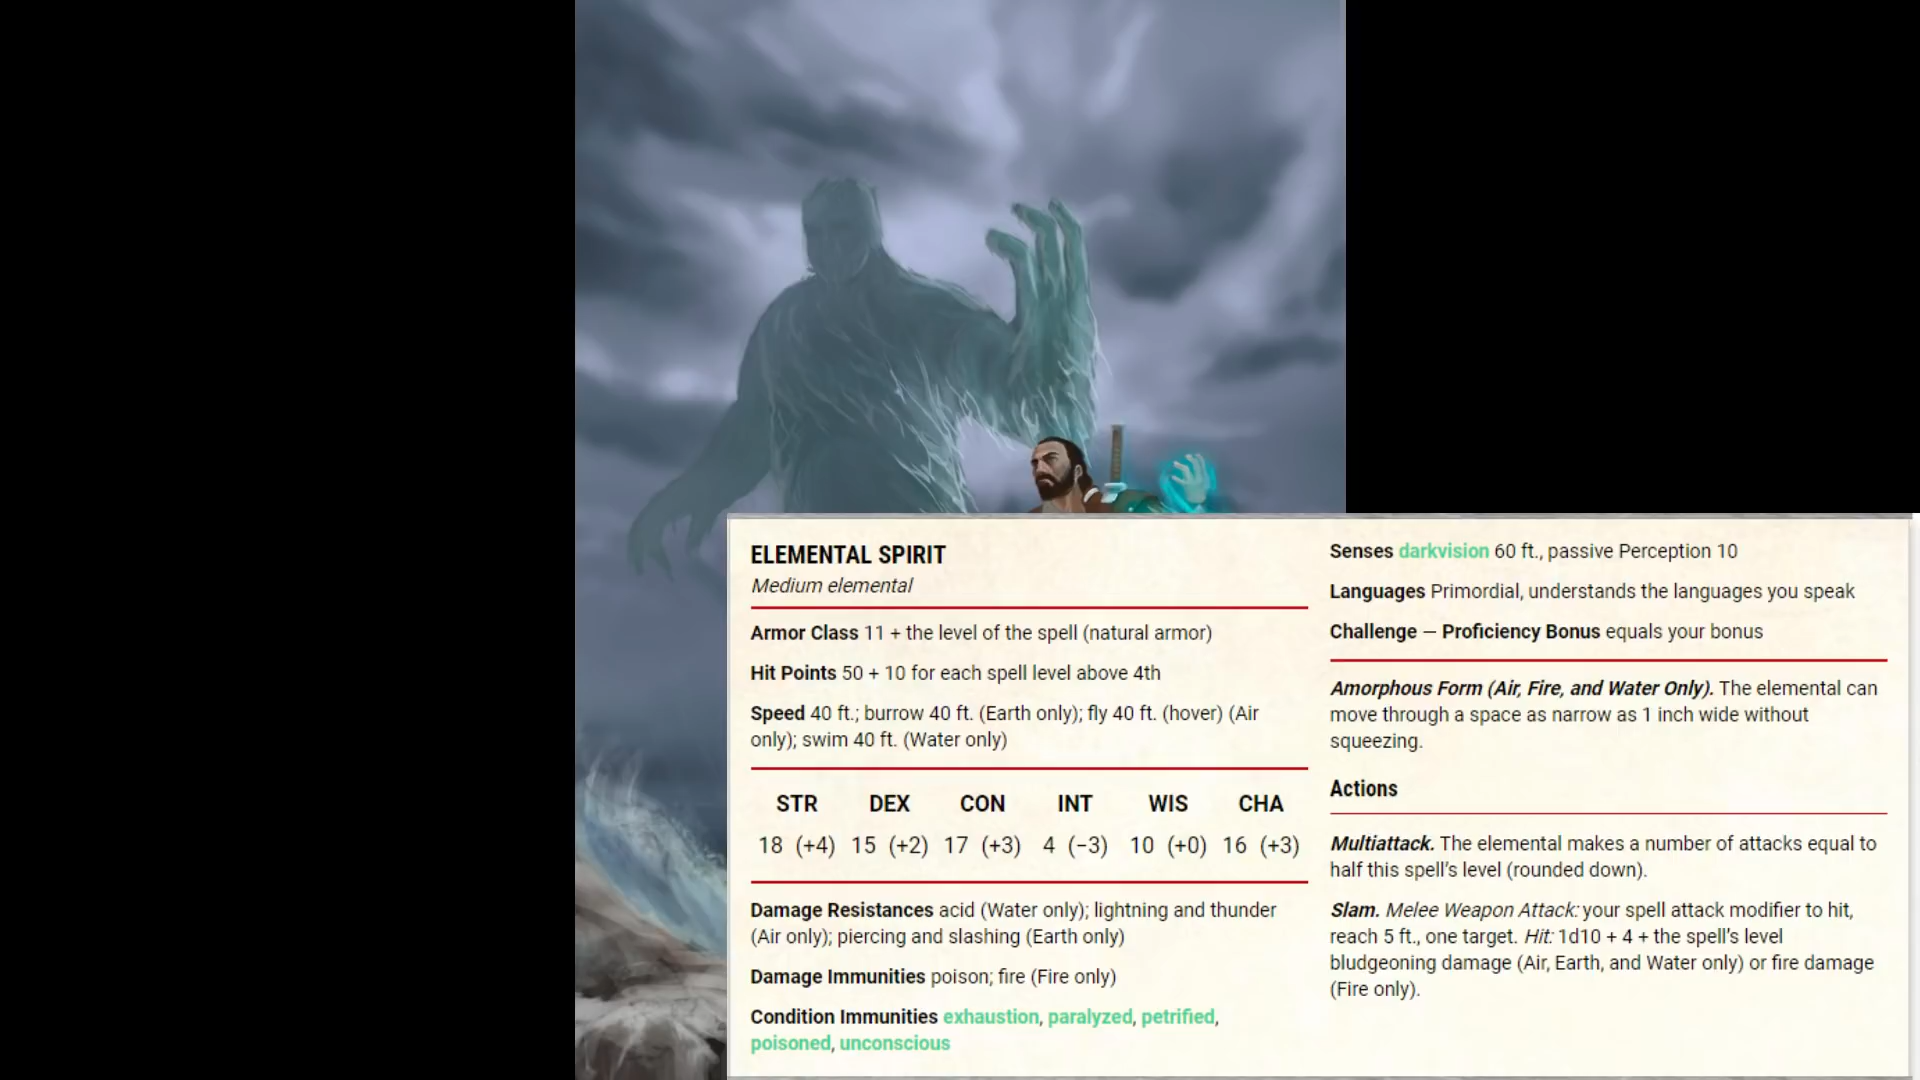 ELEMENTAL SPIRIT
Medium elemental
Armor Class 11 + the level of the spell (natural armor)
Hit Points 50 + 10 for each spell level above 4th
Speed 40 ft.; burrow 40 ft. (Earth only); fly 40 ft. (hover) (Air
only); swim 40 ft. (Water only)
STR DEX CON INT WIS CHA
18 (+4) 15 (+2) 17 (+3) 4 (−3) 10 (+0) 16 (+3)
Damage Resistances acid (Water only); lightning and thunder
(Air only); piercing and slashing (Earth only)
Damage Immunities poison; fire (Fire only)
Condition Immunities exhaustion, paralyzed, petrified,
poisoned, unconscious
Senses darkvision 60 ft., passive Perception 10
Languages Primordial, understands the languages you speak
Challenge — Proficiency Bonus equals your bonus
Amorphous Form (Air, Fire, and Water Only). The elemental can
move through a space as narrow as 1 inch wide without
squeezing.
Actions
Multiattack. The elemental makes a number of attacks equal to
half this spell's level (rounded down).
Slam. Melee Weapon Attack: your spell attack modifier to hit,
reach 5 ft., one target. Hit: 1d10 + 4 + the spell's level
bludgeoning damage (Air, Earth, and Water only) or fire damage
(Fire only).